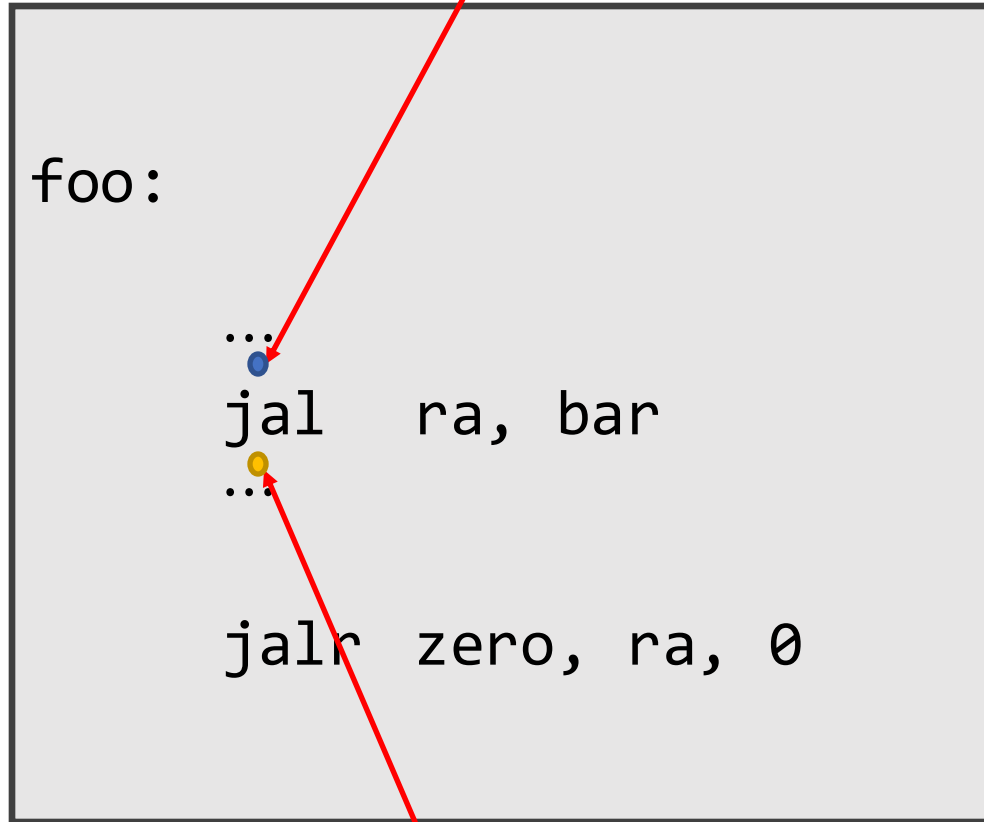 foo:
…
jal ra, bar
…
jalr zero, ra, 0